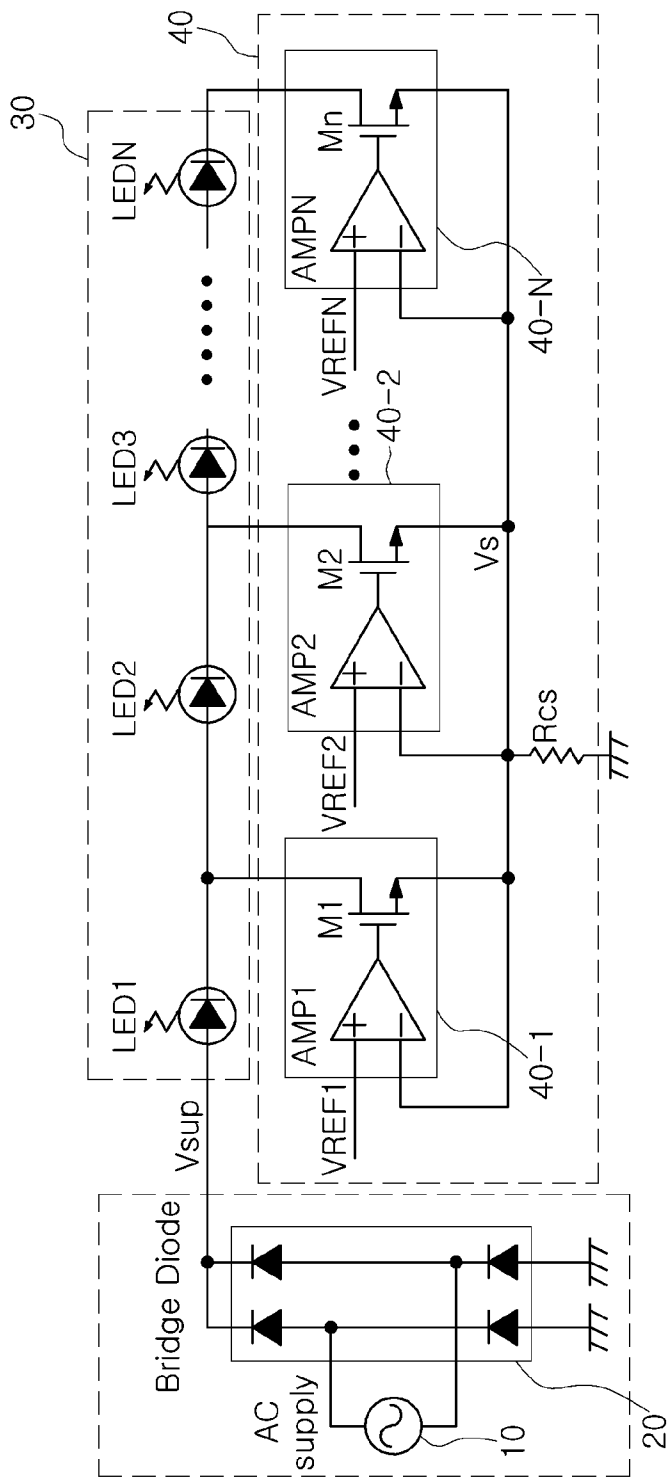 30
LED1
LED2
LED3
LEDN
40
Vsup
Bridge Diode
AC
supply
10
20
VREF1
AMP1
M1
40-1
VREF2
AMP2
M2
40-2
VREFN
AMPN
Mn
40-N
Vs
Rcs
+
−
+
−
+
−